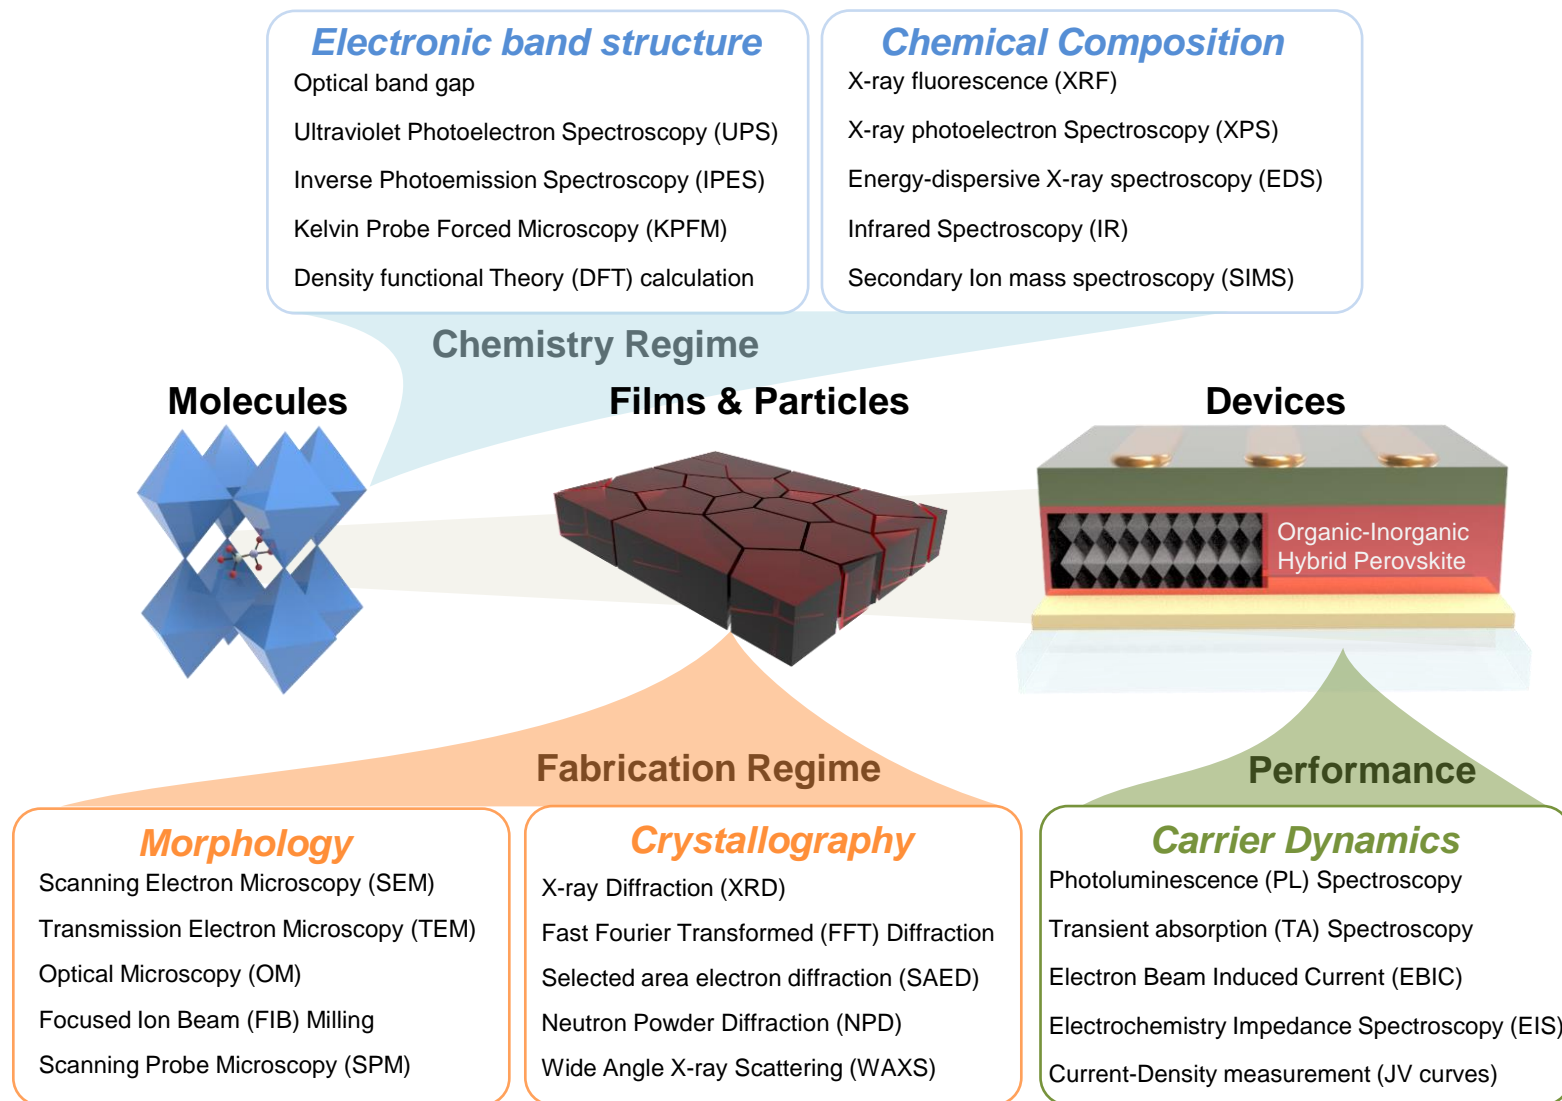 Electronic band structure
Optical band gap
Ultraviolet Photoelectron Spectroscopy (UPS)
Inverse Photoemission Spectroscopy (IPES)
Kelvin Probe Forced Microscopy (KPFM)
Density functional Theory (DFT) calculation
Chemical Composition
X-ray fluorescence (XRF)
X-ray photoelectron Spectroscopy (XPS)
Energy-dispersive X-ray spectroscopy (EDS)
Infrared Spectroscopy (IR)
Secondary Ion mass spectroscopy (SIMS)
Chemistry Regime
Molecules
Films & Particles
Devices
Organic-Inorganic
Hybrid Perovskite
Fabrication Regime
Performance
Morphology
Scanning Electron Microscopy (SEM)
Transmission Electron Microscopy (TEM)
Optical Microscopy (OM)
Focused Ion Beam (FIB) Milling
Scanning Probe Microscopy (SPM)
Crystallography
X-ray Diffraction (XRD)
Fast Fourier Transformed (FFT) Diffraction
Selected area electron diffraction (SAED)
Neutron Powder Diffraction (NPD)
Wide Angle X-ray Scattering (WAXS)
Carrier Dynamics
Photoluminescence (PL) Spectroscopy
Transient absorption (TA) Spectroscopy
Electron Beam Induced Current (EBIC)
Electrochemistry Impedance Spectroscopy (EIS)
Current-Density measurement (JV curves)